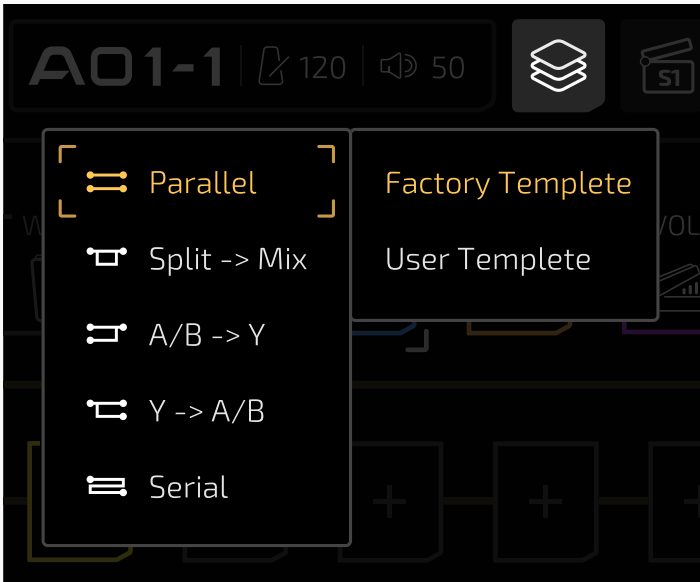 A01-1 120 50 S1
Parallel
Split -> Mix
A/B -> Y
Y -> A/B
Serial
Factory Templete
User Templete